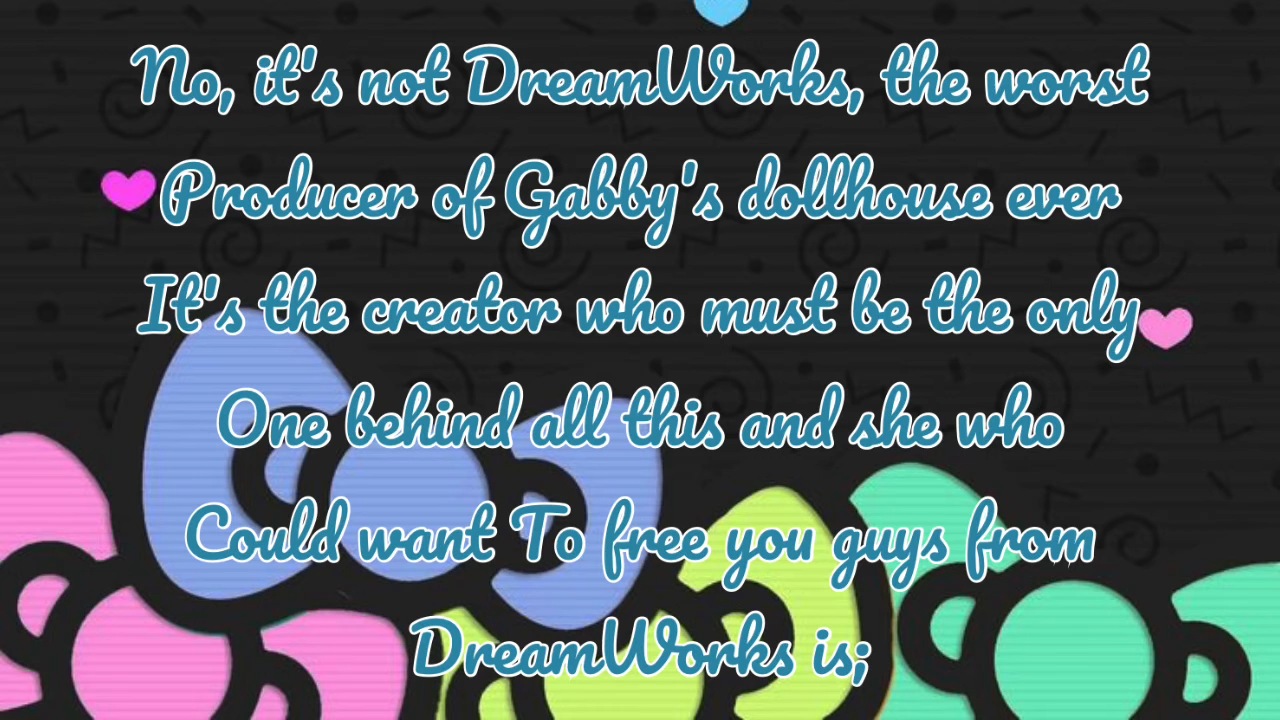 No, it's not DreamWorks, the worst
Producer of Gabby's dollhouse ever
It's the creator who must be the only
One behind all this and she who
Could want To free you guys from
DreamWorks is;